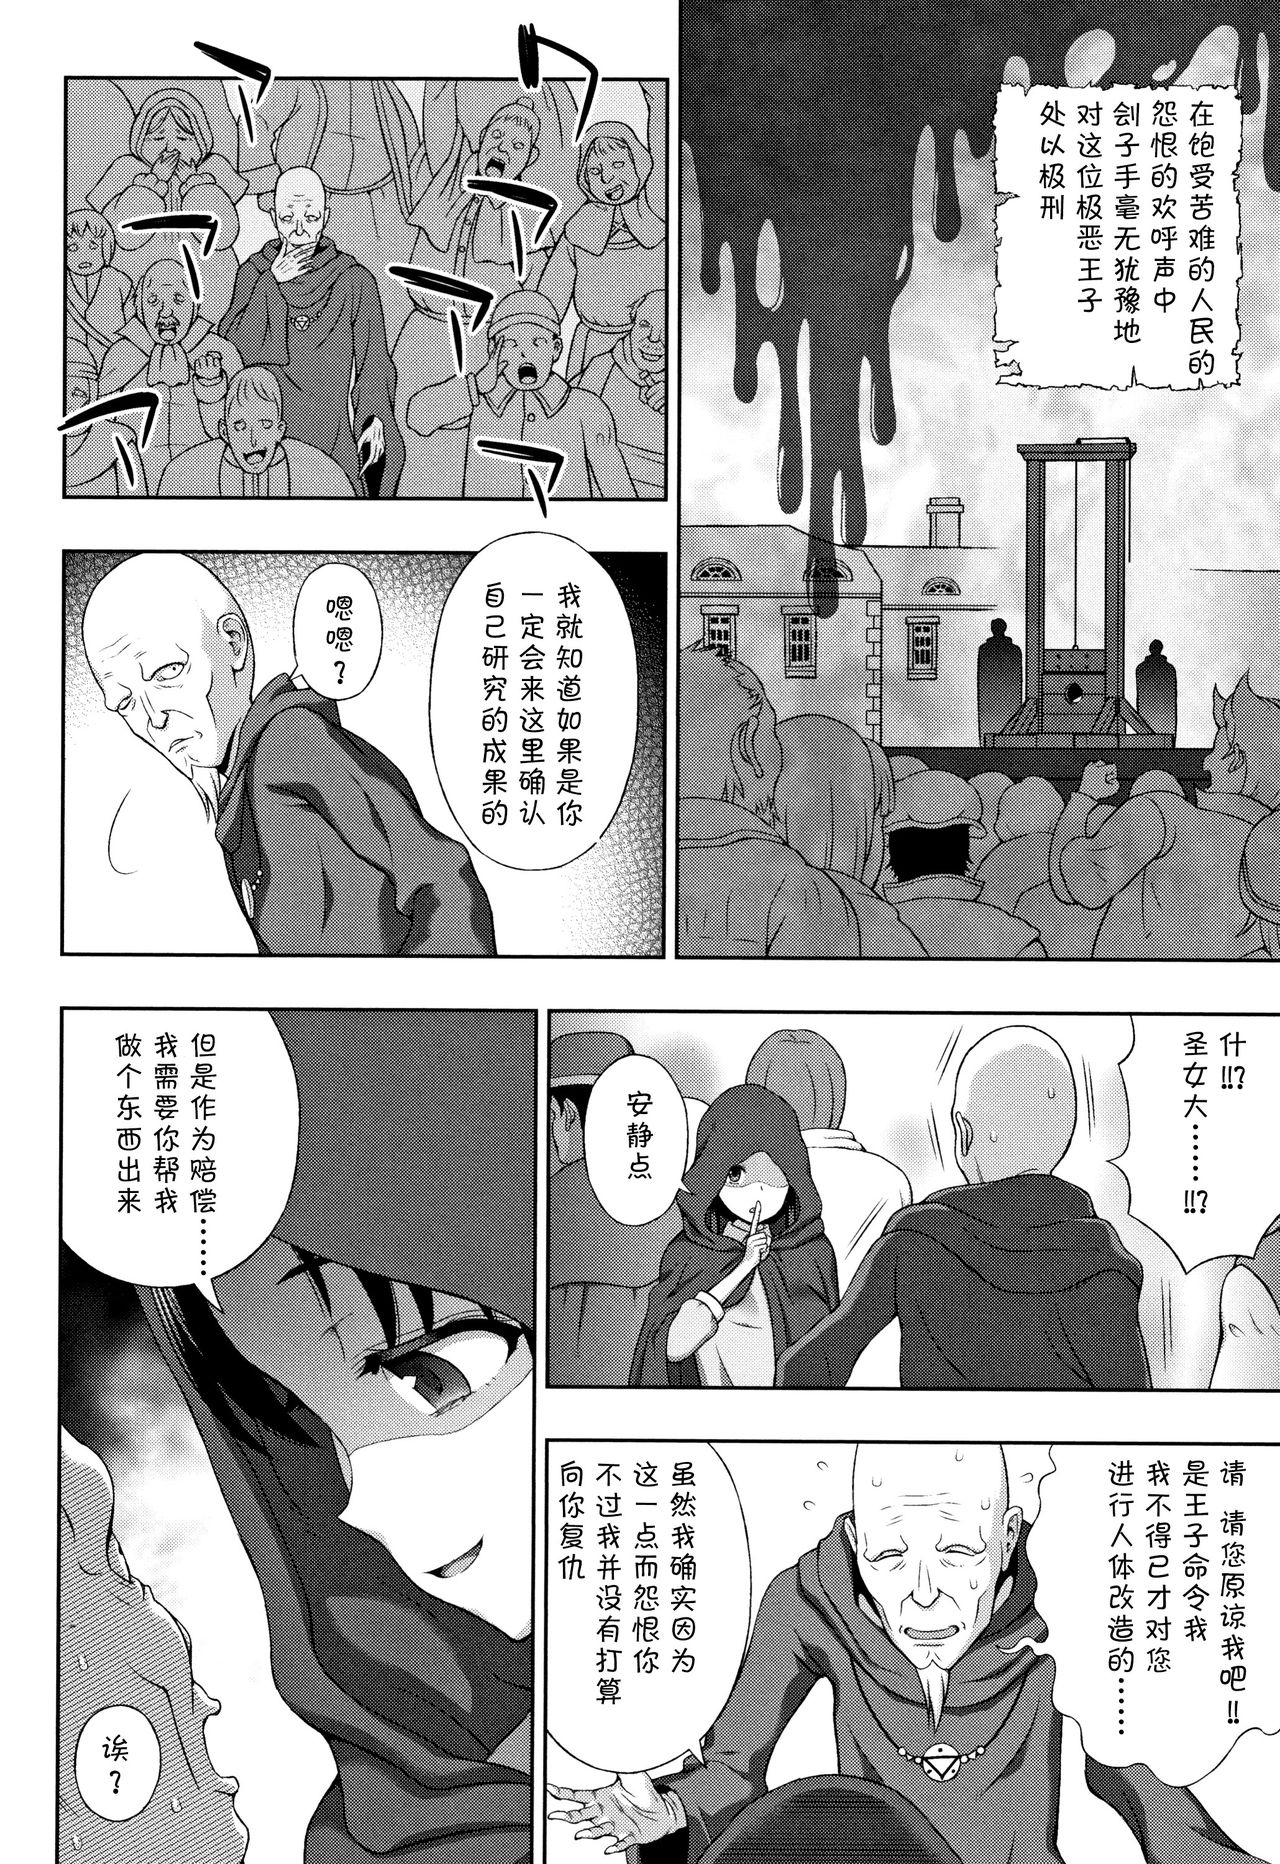 在饱受苦难的人民的
怨恨的欢呼声中
刽子手毫无犹豫地
对这位极恶王子
处以极刑
我就知道如果是你
一定会来这里确认
自己研究的成果的
嗯嗯？
什!!?
圣女大……!!?
安静点
请 请您原谅我吧!!
是王子命令我
我不得已才对您
进行人体改造的……
虽然我确实因为
这一点而怨恨你
不过我并没有打算
向你复仇
但是作为赔偿……
我需要你帮我
做个东西出来
诶？